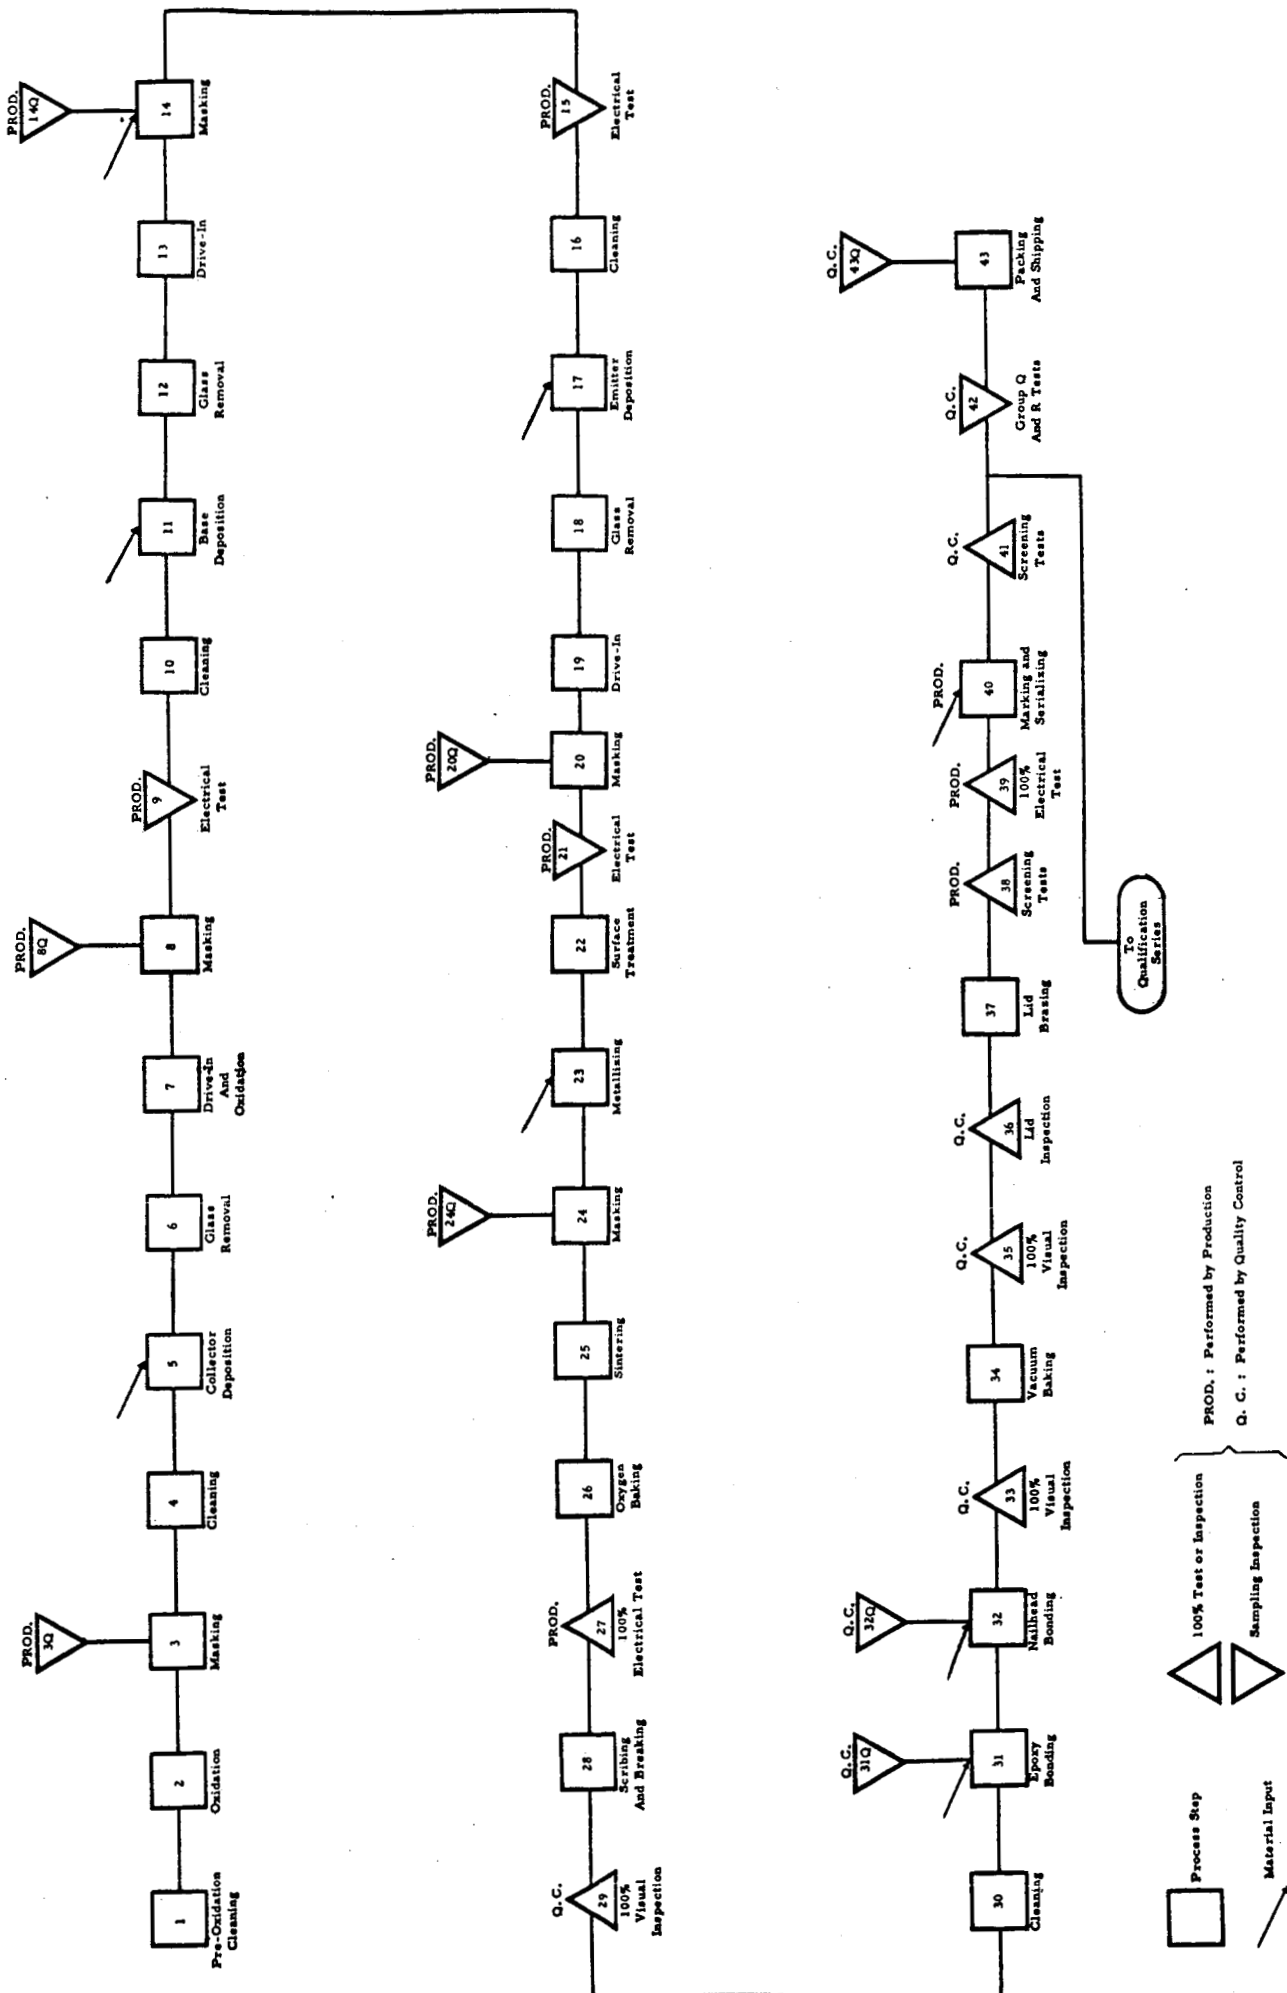 PROD.
3Q
PROD.
8Q
PROD.
14Q
1
Pre-Oxidation
Cleaning
2
Oxidation
3
Masking
4
Cleaning
5
Collector
Deposition
6
Glass
Removal
7
Drive-In
And
Oxidation
8
Masking
PROD.
9
Electrical
Test
10
Cleaning
11
Base
Deposition
12
Glass
Removal
13
Drive-In
14
Masking
PROD.
15
Electrical
Test
16
Cleaning
17
Emitter
Deposition
18
Glass
Removal
19
Drive-In
PROD.
20Q
20
Masking
PROD.
21
Electrical
Test
22
Surface
Treatment
23
Metallizing
PROD.
24Q
24
Masking
25
Sintering
26
Oxygen
Baking
PROD.
27
100%
Electrical Test
28
Scribing
And Breaking
Q.C.
29
100%
Visual
Inspection
30
Cleaning
Q.C.
31Q
31
Epoxy
Bonding
Q.C.
32Q
32
Nailhead
Bonding
Q.C.
33
100%
Visual
Inspection
34
Vacuum
Baking
Q.C.
35
100%
Visual
Inspection
Q.C.
36
Lid
Inspection
37
Lid
Brasing
PROD.
38
Screening
Tests
PROD.
39
100%
Electrical
Test
PROD.
40
Marking and
Serializing
Q.C.
41
Screening
Tests
Q.C.
42
Group Q
And R Tests
Q.C.
43Q
43
Packing
And Shipping
To
Qualification
Series
Process Step
Material Input
100% Test or Inspection
Sampling Inspection
PROD. : Performed by Production
Q. C. : Performed by Quality Control